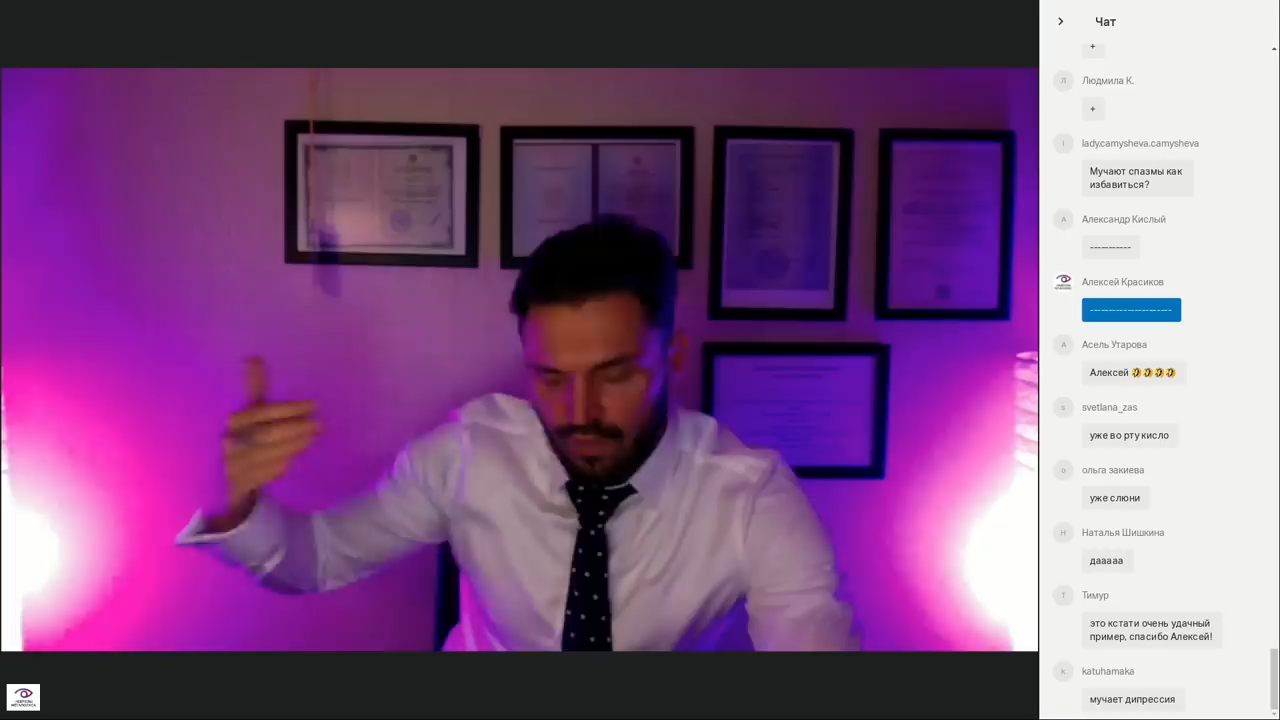 Чат
+
Людмила К.
+
lady.camysheva.camysheva
Мучают спазмы как
избавиться?
Александр Кислый
-----------
Алексей Красиков
----------------------
Асель Утарова
Алексей 🤣🤣🤣🤣
svetlana_zas
уже во рту кисло
ольга закиева
уже слюни
Наталья Шишкина
дааааа
Тимур
это кстати очень удачный
пример, спасибо Алексей!
katuhamaka
мучает дипрессия